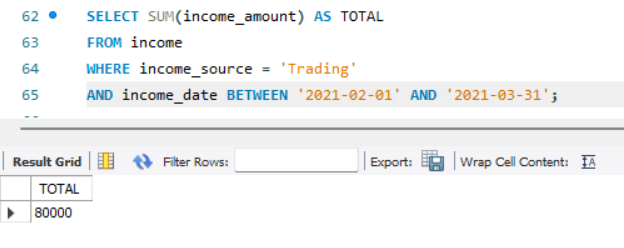 62 SELECT SUM(income_amount) AS TOTAL
63 FROM income
64 WHERE income_source = 'Trading'
65 AND income_date BETWEEN '2021-02-01' AND '2021-03-31';
Result Grid Filter Rows: Export: Wrap Cell Content: IA
TOTAL
80000